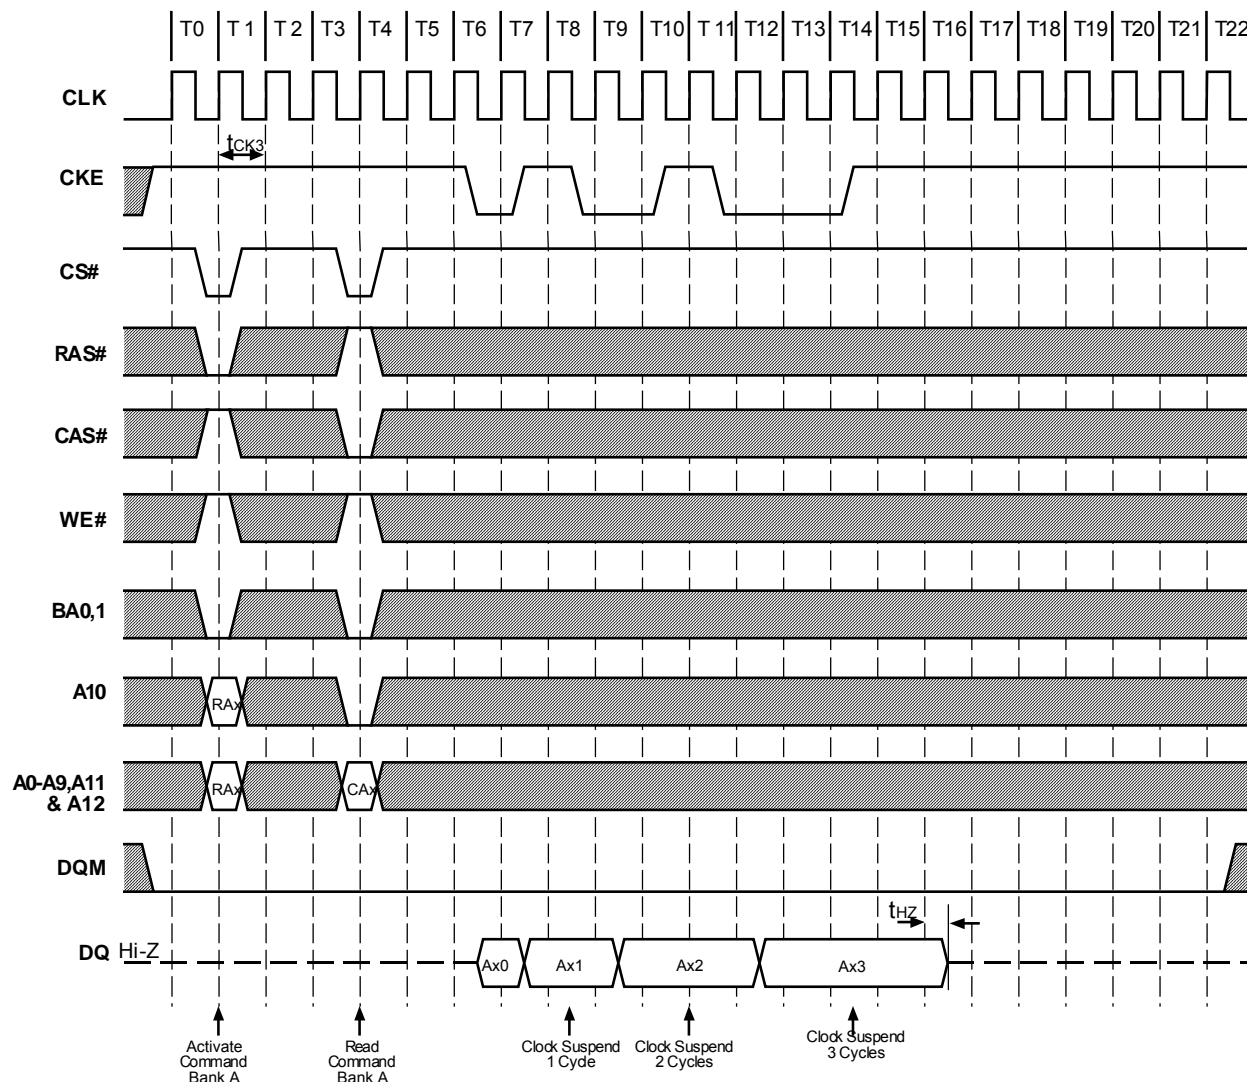 T0 T 1 T 2 T3 T4 T5 T6 T7 T8 T9 T10 T 11 T12 T13 T14 T15 T16 T17 T18 T19 T20 T21 T22
CLK
tCK3
CKE
CS#
RAS#
CAS#
WE#
BA0,1
A10
RAx
A0-A9,A11
& A12
RAx CAx
DQM
tHZ
DQ Hi-Z
Ax0 Ax1 Ax2 Ax3
Activate
Command
Bank A
Read
Command
Bank A
Clock Suspend
1 Cycle
Clock Suspend
2 Cycles
Clock Suspend
3 Cycles